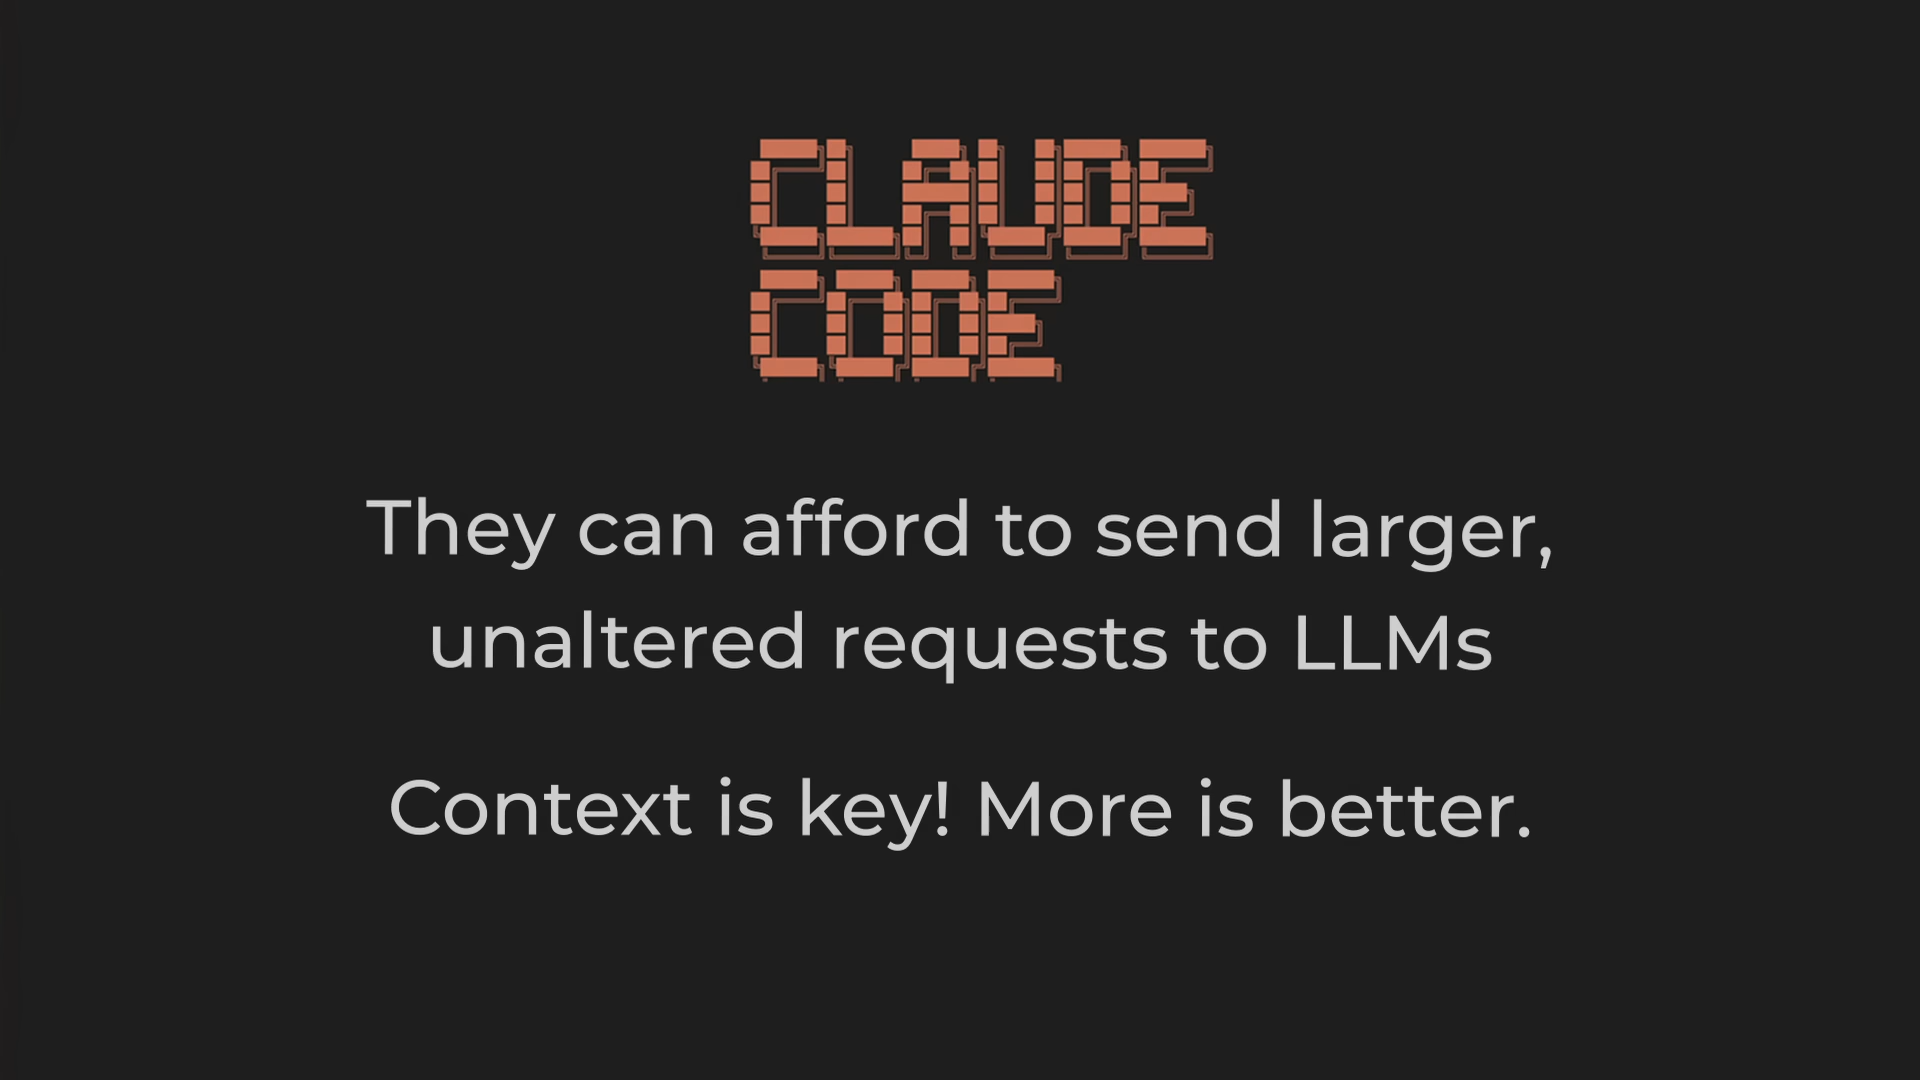 CLAUDE
CODE
They can afford to send larger,
unaltered requests to LLMs
Context is key! More is better.